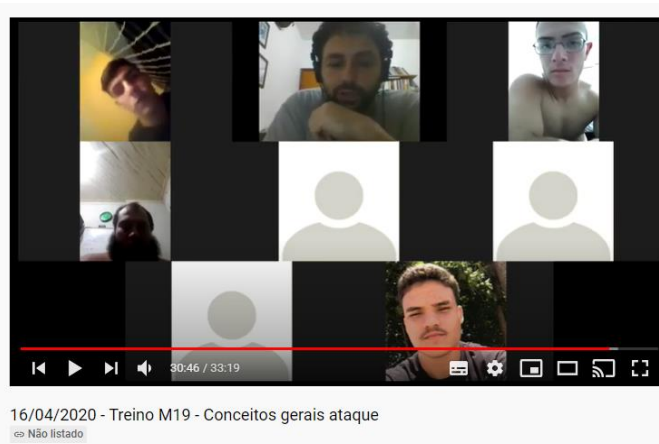 30:46 / 33:19
16/04/2020 - Treino M19 - Conceitos gerais ataque
Não listado